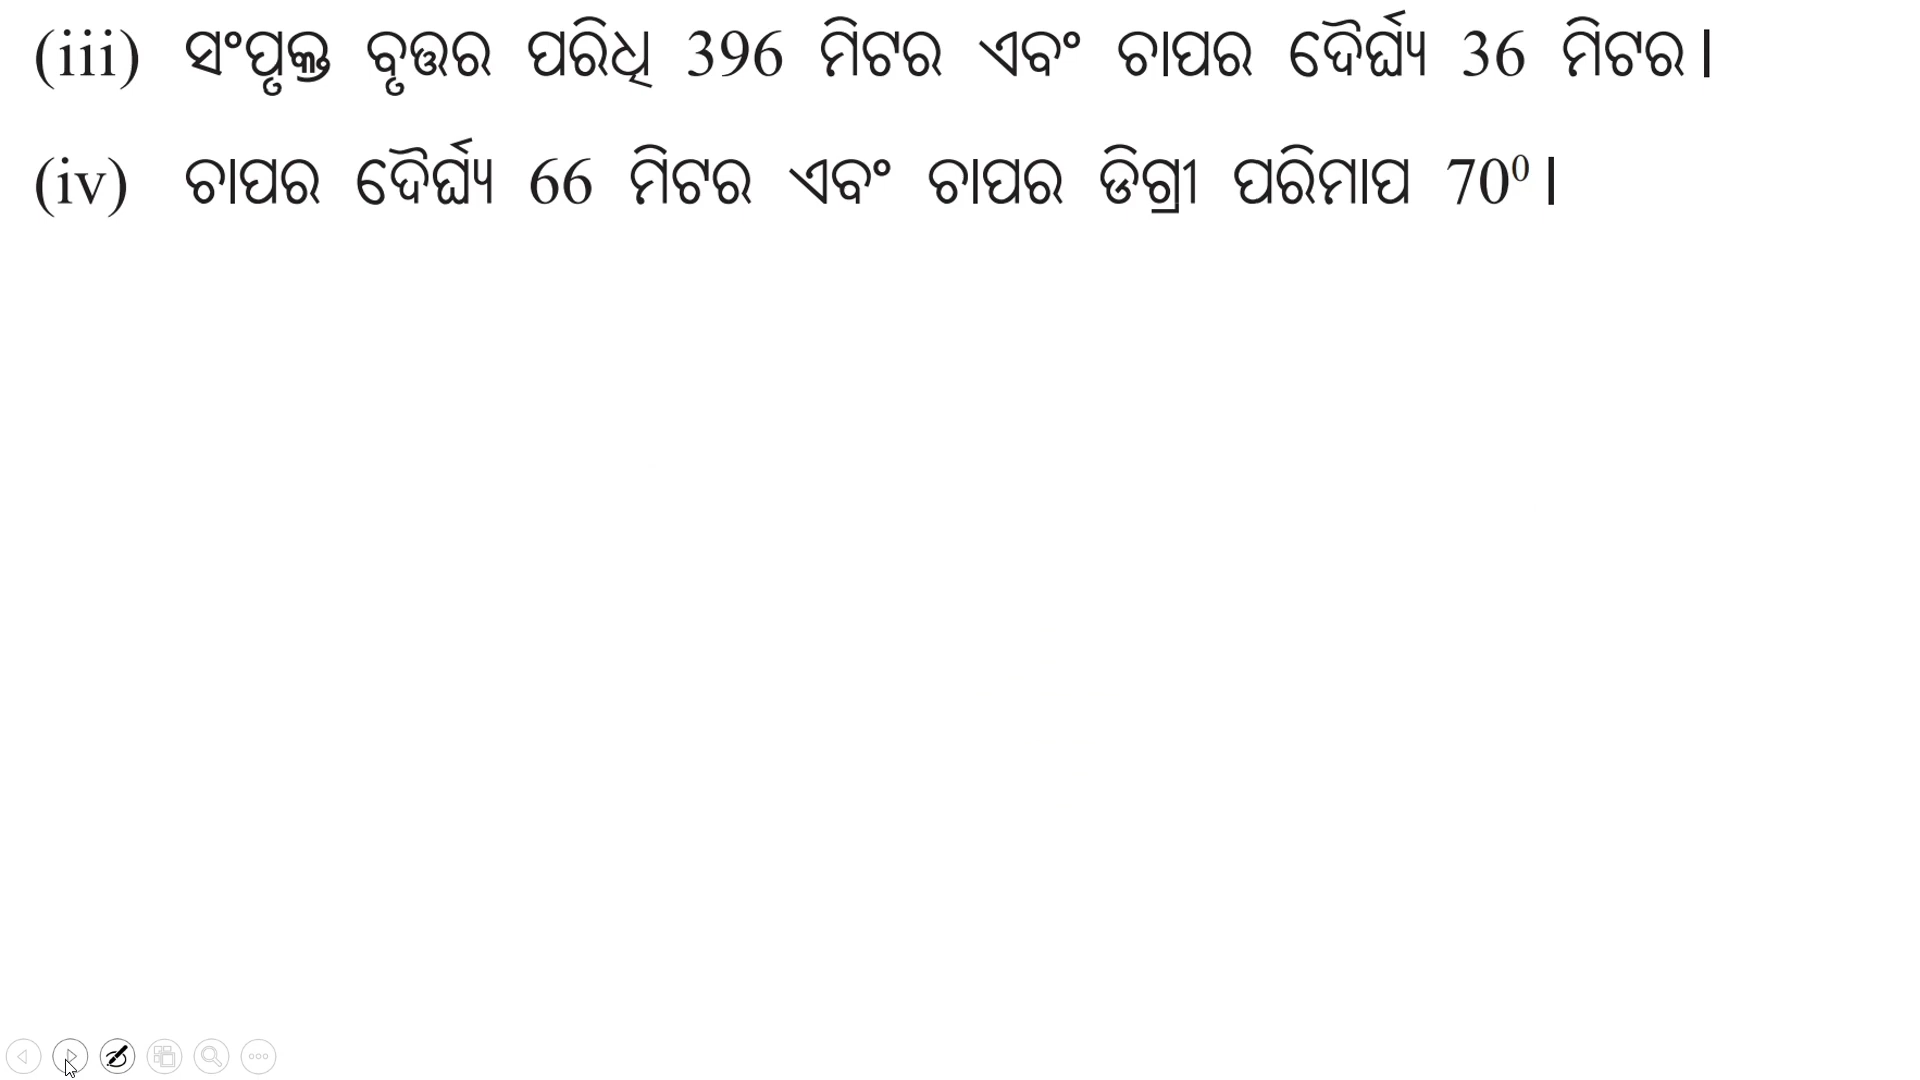 (iii) ସଂପୃକ୍ତ ବୃତ୍ତର ପରିଧି 396 ମିଟର ଏବଂ ଚାପର ଦୈର୍ଘ୍ୟ 36 ମିଟର।
(iv) ଚାପର ଦୈର୍ଘ୍ୟ 66 ମିଟର ଏବଂ ଚାପର ଡିଗ୍ରୀ ପରିମାପ 70⁰।